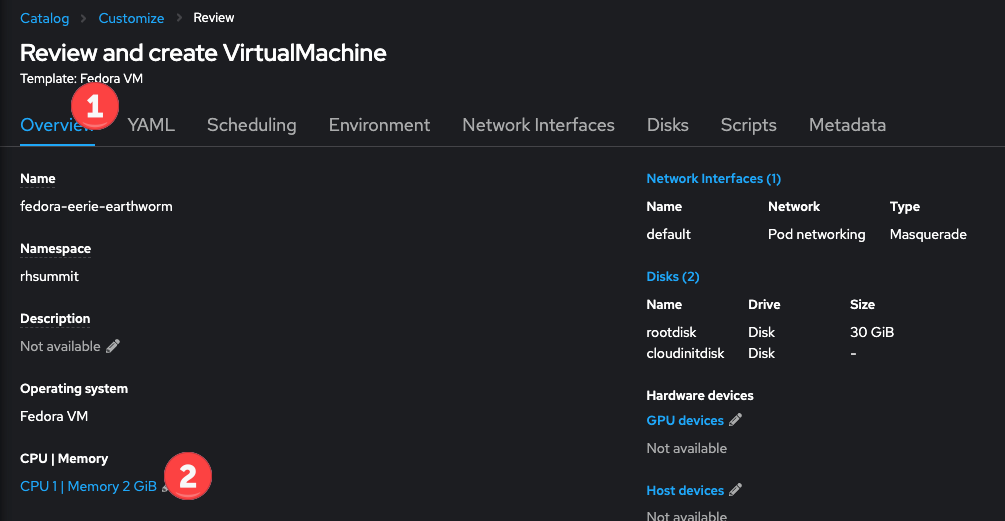 Catalog > Customize > Review
Review and create VirtualMachine
Template: Fedora VM
1
Overview YAML Scheduling Environment Network Interfaces Disks Scripts Metadata
Name
fedora-eerie-earthworm
Namespace
rhsummit
Description
Not available
Operating system
Fedora VM
CPU | Memory
CPU 1 | Memory 2 GiB
2
Network Interfaces (1)
Name Network Type
default Pod networking Masquerade
Disks (2)
Name Drive Size
rootdisk Disk 30 GiB
cloudinitdisk Disk -
Hardware devices
GPU devices
Not available
Host devices
Not available